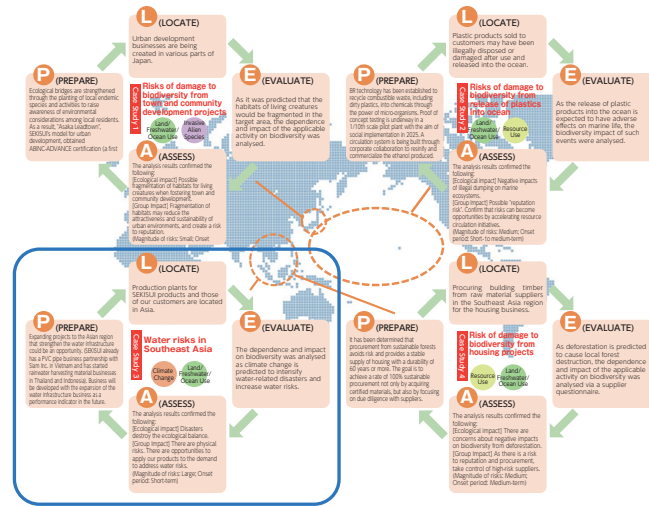 L (LOCATE)
Urban development
businesses are being
created in various parts of
Japan.
P (PREPARE)
Ecological bridges are strengthened
through the planning of local endemic
species and activities to raise
awareness of environmental
considerations among local residents.
As a result, "Asaka Leadtown",
SEKISUI's model for urban
development, obtained
ABINC ADVANCE certification (a first
Case Study 1
Risks of damage to
biodiversity from
town and community
development projects
Land/
Freshwater/
Ocean Use
Invasive
Alien
Species
E (EVALUATE)
As it was predicted that the
habitats of living creatures
would be fragmented in the
target area, the dependence
and impact of the applicable
activity on biodiversity was
analysed.
A (ASSESS)
The analysis results confirmed the
following:
[Ecological Impact] Possible
fragmentation of habitats for living
creatures when fostering town and
community development.
[Group Impact] Fragmentation of
habitats may reduce the
attractiveness and sustainability of
urban environments, and create a risk
to reputation.
(Magnitude of risks: Small; Onset
L (LOCATE)
Plastic products sold to
customers may have been
illegally disposed or
damaged after use and
released into the ocean.
P (PREPARE)
BR technology has been established to
recycle combustible waste, including
dirty plastics, into chemicals through
the power of micro-organisms. Proof of
concept testing is underway in a
1/10th scale pilot plant with the aim of
social implementation in 2025. A
circulation system is being built through
corporate collaboration to reunify and
commercialize the ethanol produced.
Case Study 2
Risks of damage to
biodiversity from
release of plastics
into ocean
Land/
Freshwater/
Ocean Use
Resource
Use
E (EVALUATE)
As the release of plastic
products into the ocean is
expected to have adverse
effects on marine life, the
biodiversity impact of such
events were analysed.
A (ASSESS)
The analysis results confirmed the
following:
[Ecological Impact] Negative impacts
of illegal dumping on marine
ecosystems.
[Group Impact] Possible "reputation
risk". Confirm that risks can become
opportunities by accelerating resource
circulation initiatives.
(Magnitude of risks: Medium; Onset
period: Short- to medium-term)
L (LOCATE)
Production plants for
SEKISUI products and those
of our customers are located
in Asia.
P (PREPARE)
Expanding projects to the Asian region
that strengthen the water infrastructure
could be an opportunity. (SEKISUI already
has a PVC pipe business partnership with
Siam Inc. in Vietnam and has started
rainwater harvesting material businesses
in Thailand and Indonesia. Business will
be developed with the expansion of the
water infrastructure business as a
performance indicator in the future.
Case Study 3
Water risks in
Southeast Asia
Climate
Change
Land/
Freshwater/
Ocean Use
E (EVALUATE)
The dependence and impact
on biodiversity was analysed
as climate change is
predicted to intensify
water-related disasters and
increase water risks.
A (ASSESS)
The analysis results confirmed the
following:
[Ecological Impact] Disasters
destroy the ecological balance.
[Group Impact] There are physical
risks. There are opportunities to
apply our products to the demand
to address water risks.
(Magnitude of risks: Large; Onset
period: Short-term)
L (LOCATE)
Procuring building timber
from raw material suppliers
in the Southeast Asia region
for the housing business.
P (PREPARE)
It has been determined that
procurement from sustainable forests
avoids risk and provides a stable
supply of housing with a durability of
60 years or more. The goal is to
achieve a rate of 100% sustainable
procurement not only by acquiring
certified materials, but also by focusing
on due diligence with suppliers.
Case Study 4
Risk of damage to
biodiversity from
housing projects
Resource
Use
Land/
Freshwater/
Ocean Use
E (EVALUATE)
As deforestation is predicted
to cause local forest
destruction, the dependence
and impact of the applicable
activity on biodiversity was
analysed via a supplier
questionnaire.
A (ASSESS)
The analysis results confirmed the
following:
[Ecological Impact] There are
concerns about negative impacts
on biodiversity from deforestation.
[Group Impact] As there is a risk
to reputation and procurement,
take control of high-risk suppliers.
(Magnitude of risks: Medium;
Onset period: Medium-term)